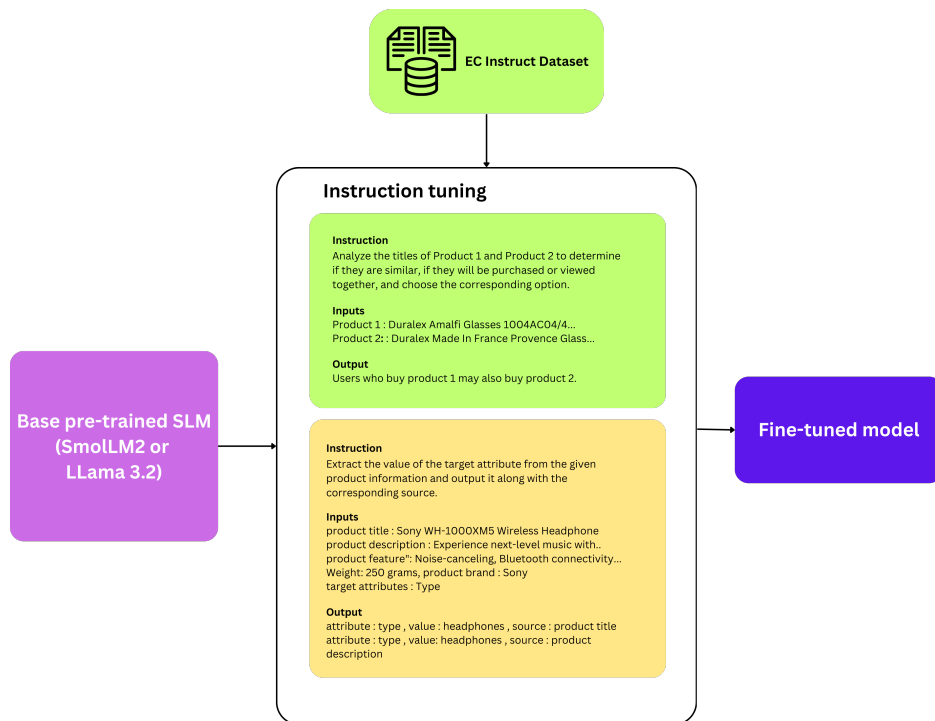 EC Instruct Dataset
Instruction tuning
Instruction
Analyze the titles of Product 1 and Product 2 to determine
if they are similar, if they will be purchased or viewed
together, and choose the corresponding option.
Inputs
Product 1 : Duralex Amalfi Glasses 1004AC04/4...
Product 2: : Duralex Made In France Provence Glass...
Output
Users who buy product 1 may also buy product 2.
Base pre-trained SLM
(SmolLM2 or
LLama 3.2)
Fine-tuned model
Instruction
Extract the value of the target attribute from the given
product information and output it along with the
corresponding source.
Inputs
product title : Sony WH-1000XM5 Wireless Headphone
product description : Experience next-level music with..
product feature": Noise-canceling, Bluetooth connectivity...
Weight: 250 grams, product brand : Sony
target attributes : Type
Output
attribute : type , value : headphones , source : product title
attribute : type , value: headphones , source : product
description